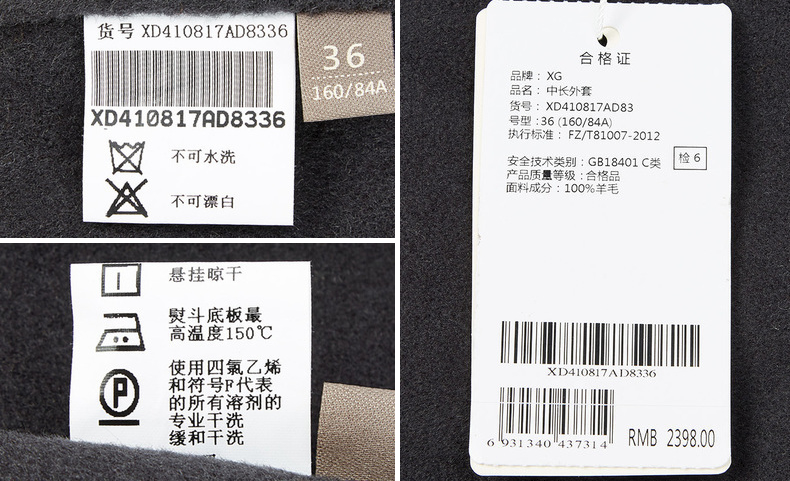 货号 XD410817AD8336
XD410817AD8336
不可水洗
不可漂白
36
160/84A
悬挂晾干
熨斗底板最
高温度150℃
P
使用四氯乙烯
和符号F代表
的所有溶剂的
专业干洗
缓和干洗
合格证
品牌： XG
品名： 中长外套
货号： XD410817AD83
号型 : 36 (160/84A)
执行标准： FZ/T81007-2012
安全技术类别 : GB18401 C类
检 6
产品质量等级 : 合格品
面料成分： 100%羊毛
XD410817AD8336
6 931340 437314
RMB 2398.00